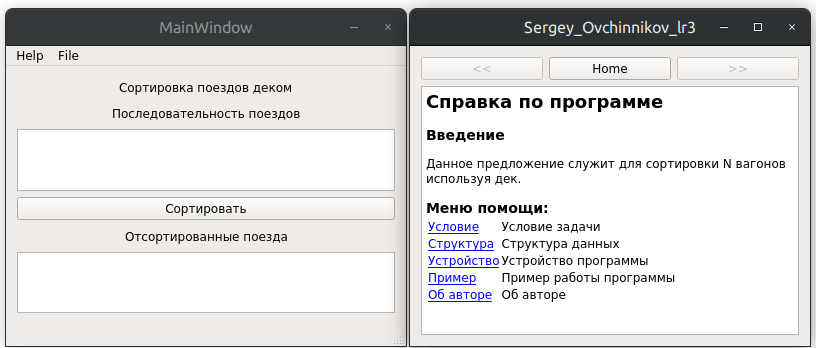 MainWindow
Help File
Сортировка поездов деком
Последовательность поездов
Сортировать
Отсортированные поезда
Sergey_Ovchinnikov_lr3
<< Home >>
Справка по программе
Введение
Данное предложение служит для сортировки N вагонов
используя дек.
Меню помощи:
Условие Условие задачи
Структура Структура данных
Устройство Устройство программы
Пример Пример работы программы
Об авторе Об авторе